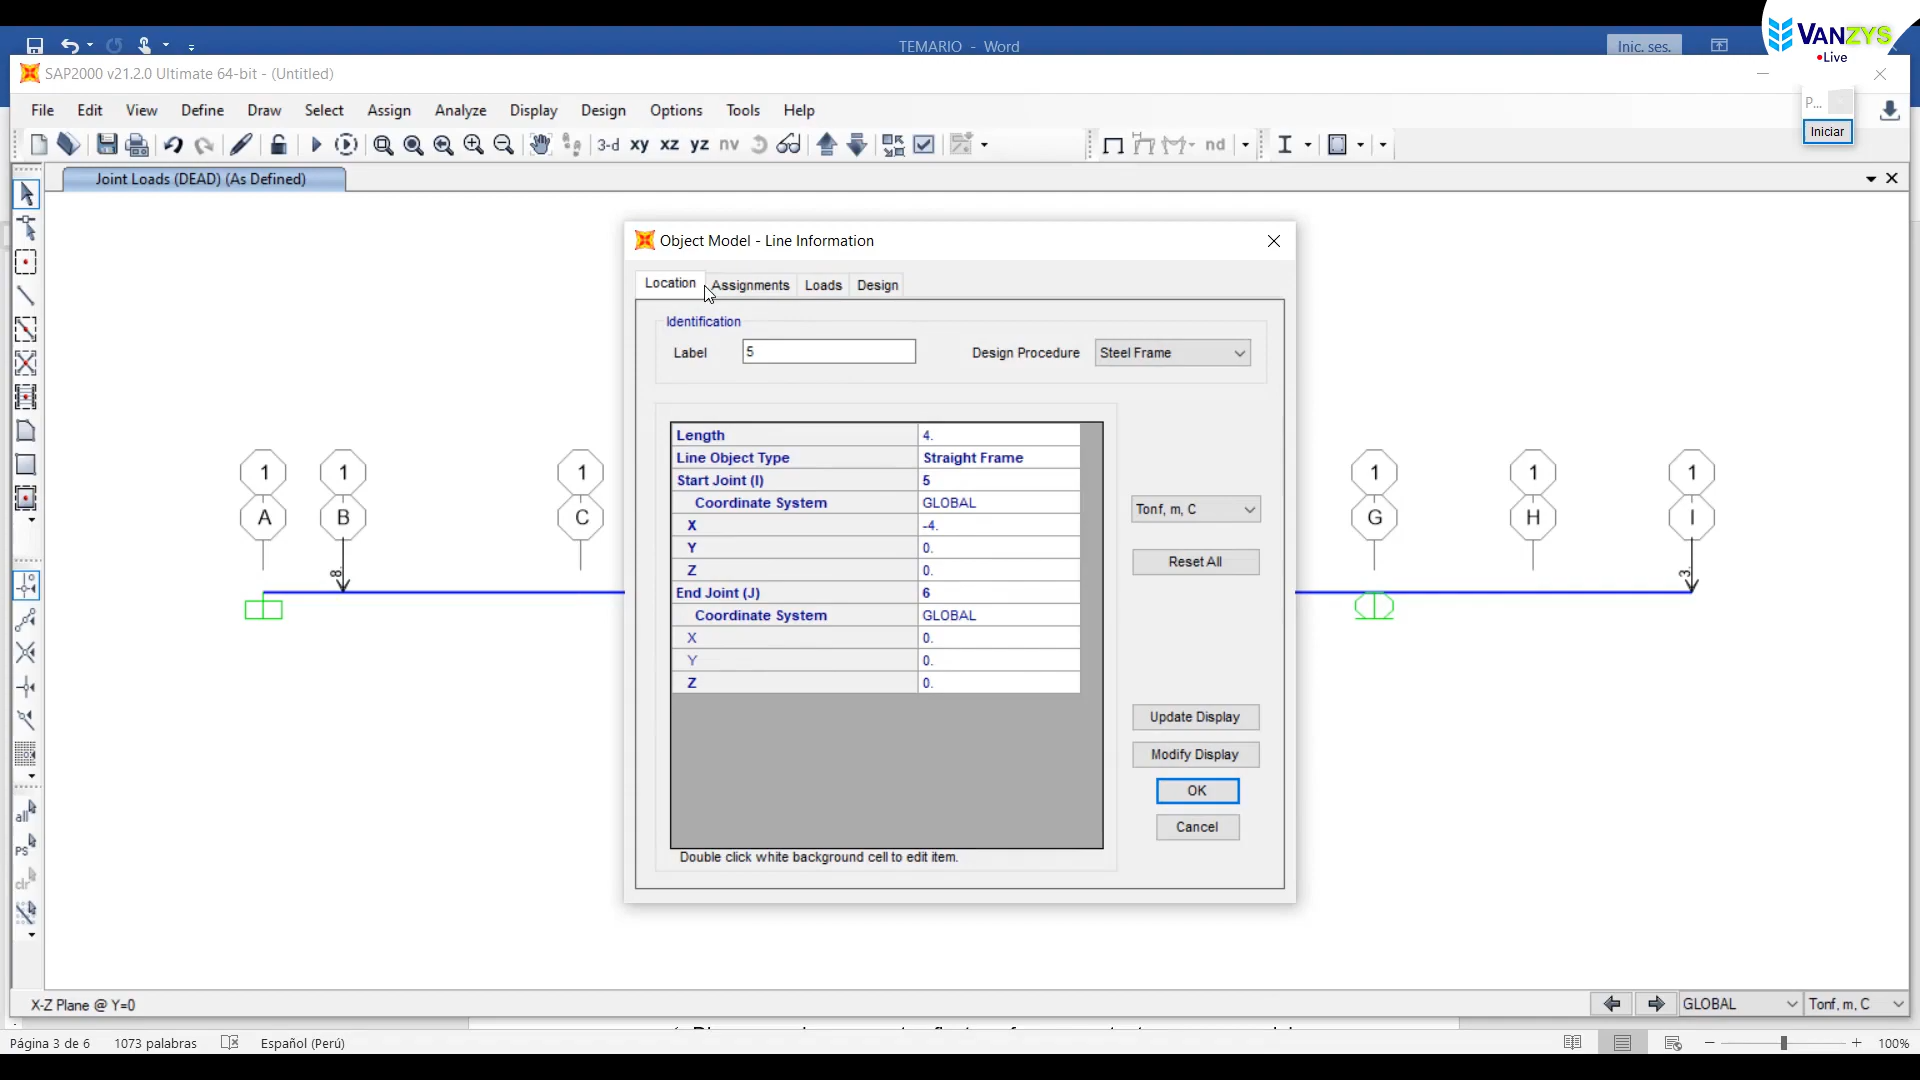 VANZYS
Live
TEMARIO - Word
Inic. ses.
SAP2000 v21.2.0 Ultimate 64-bit - (Untitled)
P...
Iniciar
File Edit View Define Draw Select Assign Analyze Display Design Options Tools Help
3-d xy xz yz nv nd
Joint Loads (DEAD) (As Defined)
Object Model - Line Information
Location Assignments Loads Design
Identification
Label 5 Design Procedure Steel Frame
Length 4.
Line Object Type Straight Frame
Start Joint (I) 5
Coordinate System GLOBAL
X -4.
Y 0.
Z 0.
End Joint (J) 6
Coordinate System GLOBAL
X 0.
Y 0.
Z 0.
Double click white background cell to edit item.
Tonf, m, C
Reset All
Update Display
Modify Display
OK
Cancel
1 1 1 1 1 1
A B C G H I
8. 3.
all
PS
clr
X-Z Plane @ Y=0
GLOBAL Tonf, m, C
Página 3 de 6 1073 palabras Español (Perú) 100%